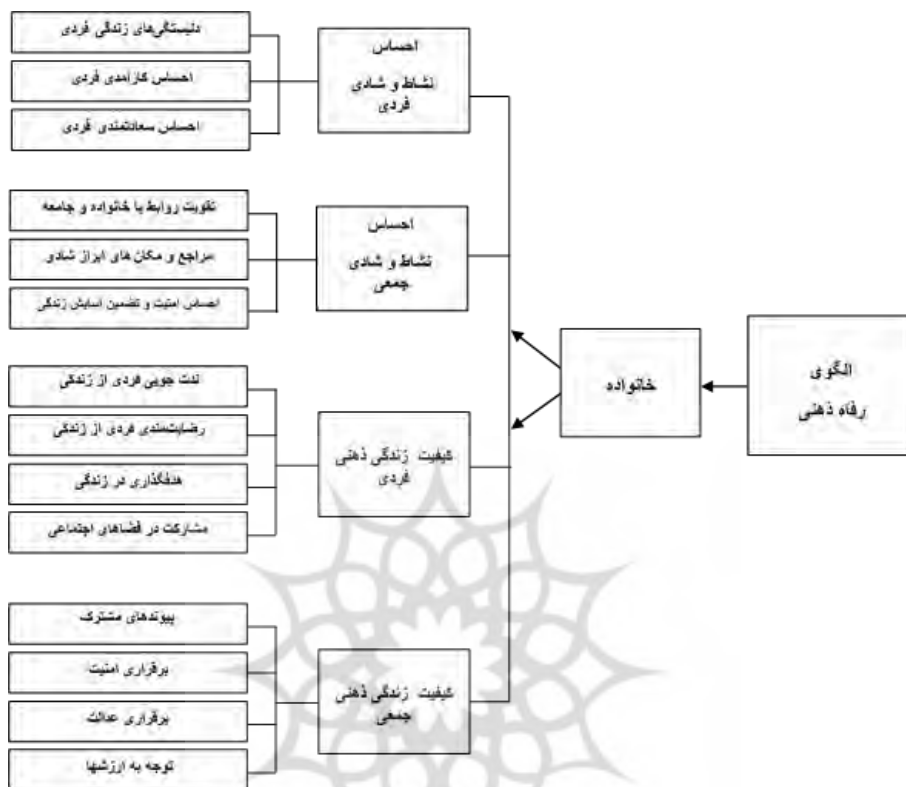 الگوی
رفاه ذهنی
خانواده
احساس
نشاط و شادی
فردی
دلبستگی‌های زندگی فردی
احساس کارآمدی فردی
احساس سعادتمندی فردی
احساس
نشاط و شادی
جمعی
تقویت روابط با خانواده و جامعه
مراجع و مکان های ابراز شادی
احساس امنیت و تضمین آسایش زندگی
کیفیت زندگی ذهنی
فردی
لذت جویی فردی از زندگی
رضایتمندی فردی از زندگی
هدفگذاری در زندگی
مشارکت در فضاهای اجتماعی
کیفیت زندگی ذهنی
جمعی
پیوندهای مشترک
برقراری امنیت
برقراری عدالت
توجه به ارزشها